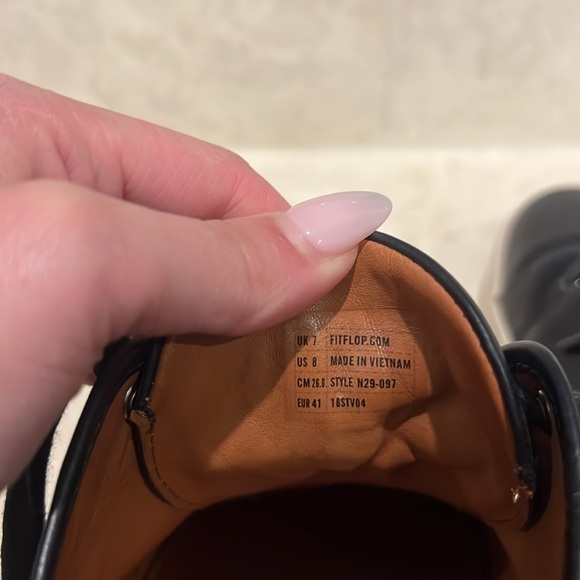 UK 7 FITFLOP.COM
US 8 MADE IN VIETNAM
CM 26.0 STYLE N29-097
EUR 41 18STV04